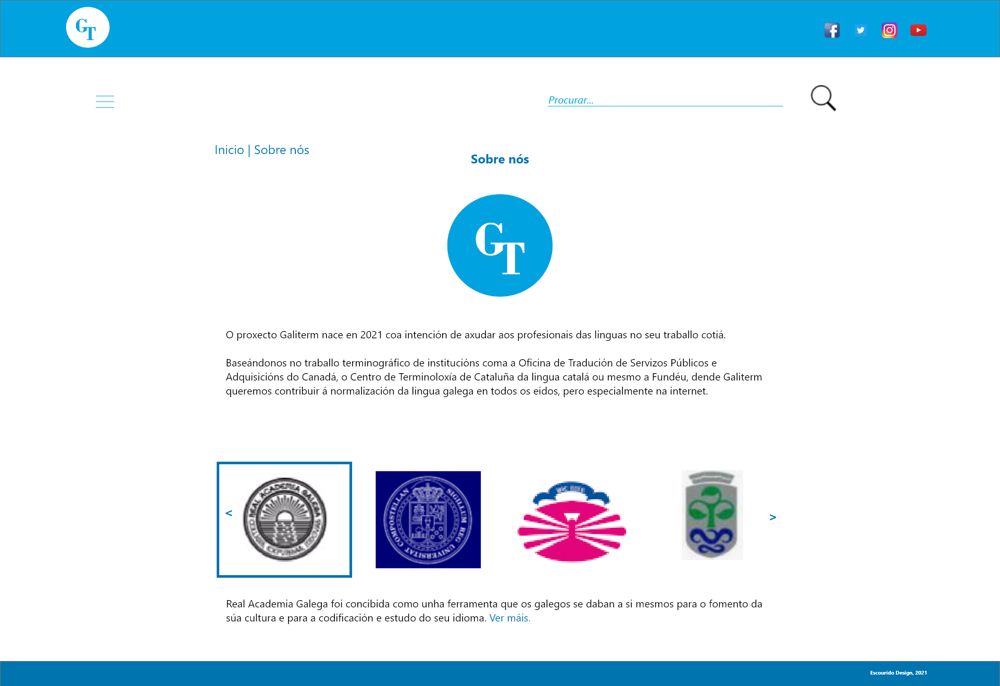 GT
Procurar...
Inicio | Sobre nós
Sobre nós
GT
O proxecto Galiterm nace en 2021 coa intención de axudar aos profesionais das linguas no seu traballo cotiá.
Baseándonos no traballo terminográfico de institucións coma a Oficina de Tradución de Servizos Públicos e
Adquisicións do Canadá, o Centro de Terminoloxía de Cataluña da lingua catalá ou mesmo a Fundéu, dende Galiterm
queremos contribuir á normalización da lingua galega en todos os eidos, pero especialmente na internet.
<
REAL ACADEMIA GALEGA
SIGILLUM REG UNIVERSITAT COMPOSTELLAN
>
Real Academia Galega foi concibida como unha ferramenta que os galegos se daban a si mesmos para o fomento da
súa cultura e para a codificación e estudo do seu idioma. Ver máis.
Escourido Design, 2021